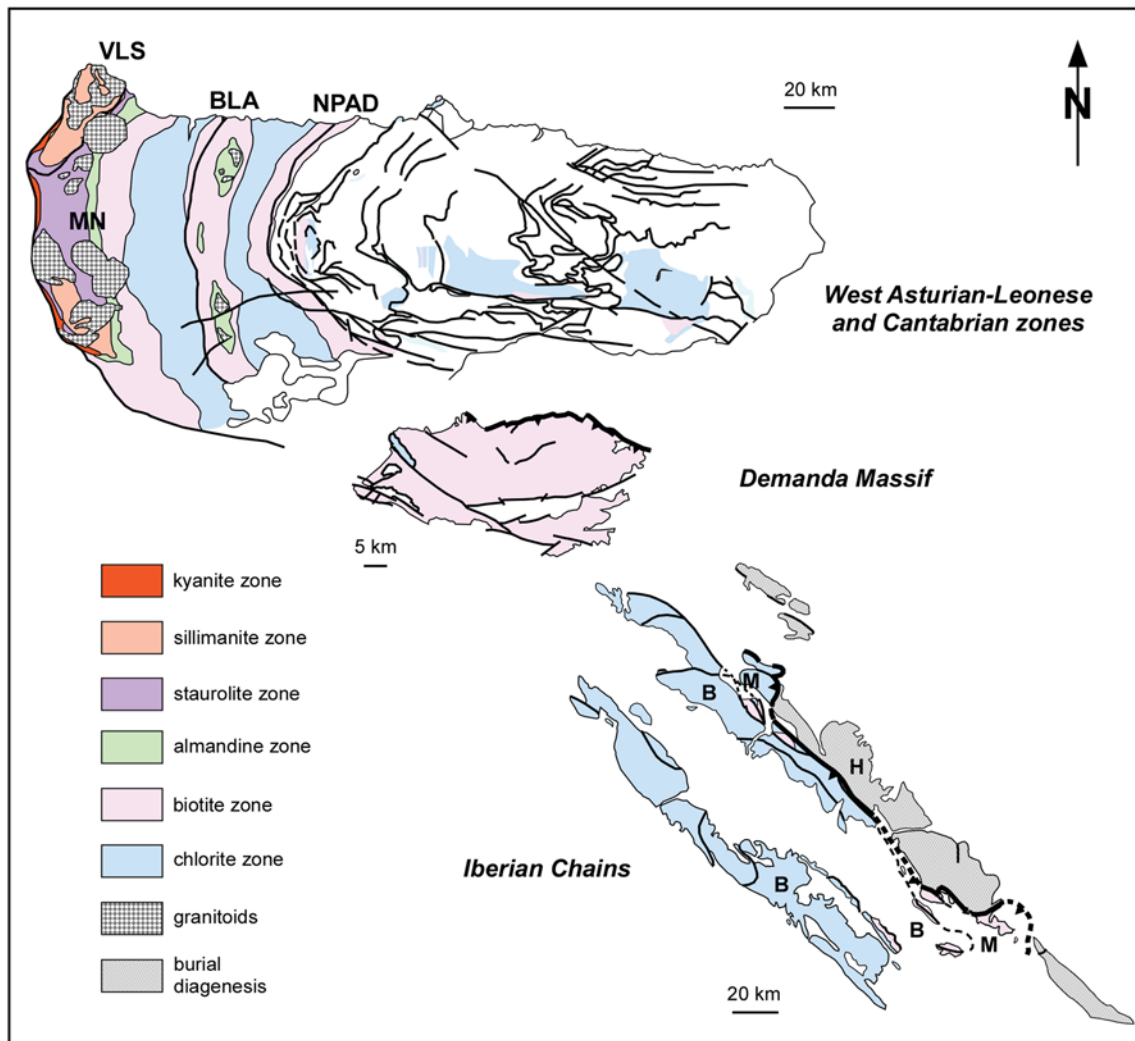 VLS
BLA
NPAD
20 km
N
MN
West Asturian-Leonese
and Cantabrian zones
Demanda Massif
5 km
kyanite zone
sillimanite zone
staurolite zone
almandine zone
biotite zone
chlorite zone
granitoids
burial
diagenesis
M
B
H
Iberian Chains
B
B
M
20 km